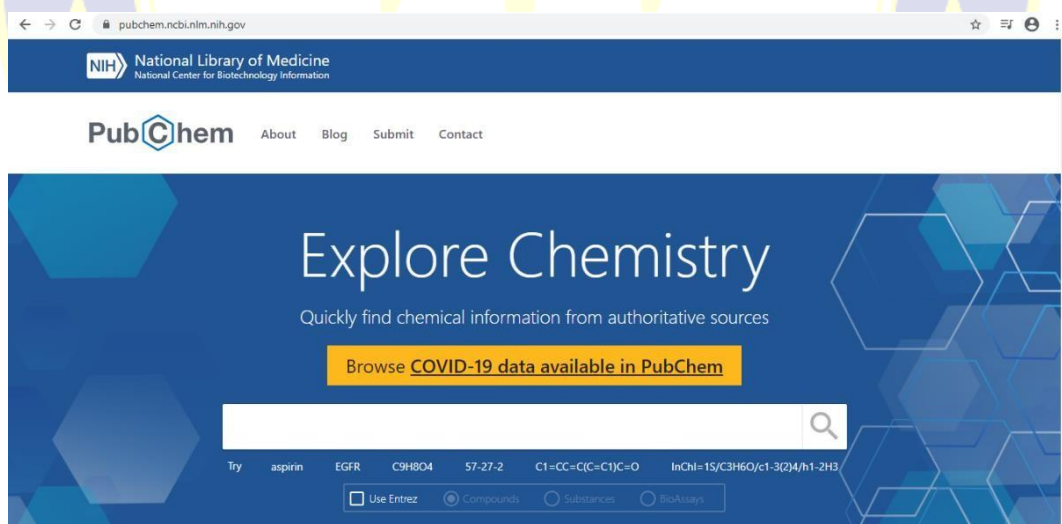 pubchem.ncbi.nlm.nih.gov
NIH National Library of Medicine
National Center for Biotechnology Information
PubChem About Blog Submit Contact
Explore Chemistry
Quickly find chemical information from authoritative sources
Browse COVID-19 data available in PubChem
Try aspirin EGFR C9H8O4 57-27-2 C1=CC=C(C=C1)C=O InChI=1S/C3H6O/c1-3(2)4/h1-2H3
Use Entrez Compounds Substances BioAssays